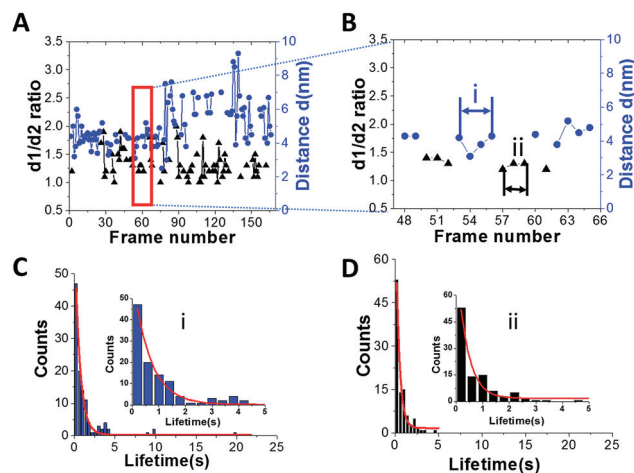 A
B
d1/d2 ratio
3.5
3.0
2.5
2.0
1.5
1.0
0.5
0 30 60 90 120 150
Frame number
10
8
6
4
2
0
Distance d(nm)
d1/d2 ratio
3.5
3.0
2.5
2.0
1.5
1.0
0.5
i
ii
48 51 54 57 60 63 66
Frame number
10
8
6
4
2
0
Distance d(nm)
C
D
Counts
50
40
30
20
10
0
0 5 10 15 20 25
Lifetime(s)
i
Counts
50
40
30
20
10
0
0 1 2 3 4 5
Lifetime(s)
Counts
60
45
30
15
0
0 5 10 15 20 25
Lifetime(s)
ii
Counts
60
45
30
15
0
0 1 2 3 4 5
Lifetime(s)